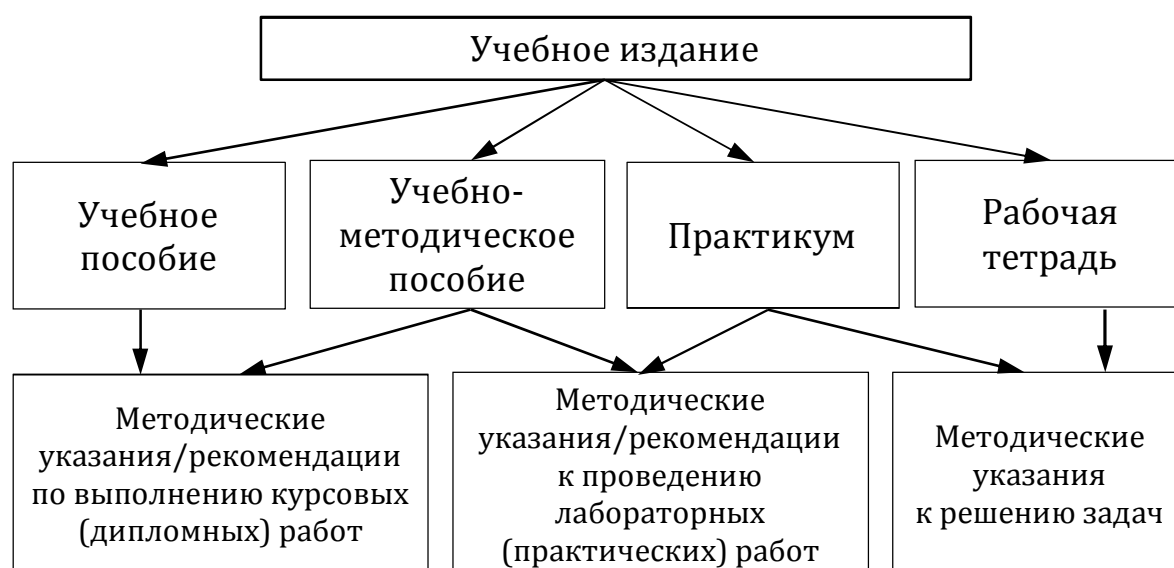 Учебное издание
Учебное
пособие
Учебно-
методическое
пособие
Практикум
Рабочая
тетрадь
Методические
указания/рекомендации
по выполнению курсовых
(дипломных) работ
Методические
указания/рекомендации
к проведению
лабораторных
(практических) работ
Методические
указания
к решению задач